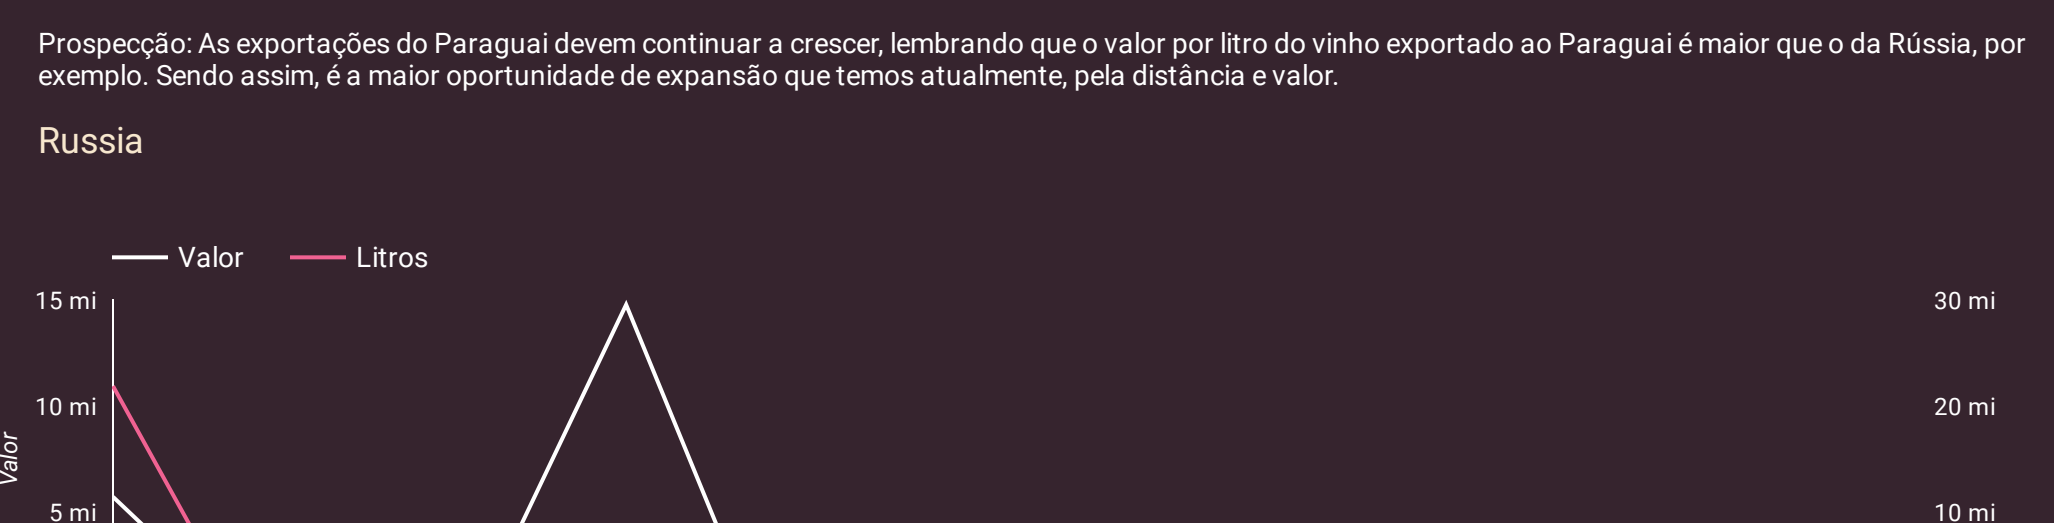 Prospecção: As exportações do Paraguai devem continuar a crescer, lembrando que o valor por litro do vinho exportado ao Paraguai é maior que o da Rússia, por
exemplo. Sendo assim, é a maior oportunidade de expansão que temos atualmente, pela distância e valor.
Russia
Valor Litros
15 mi 30 mi
10 mi 20 mi
Valor
5 mi 10 mi